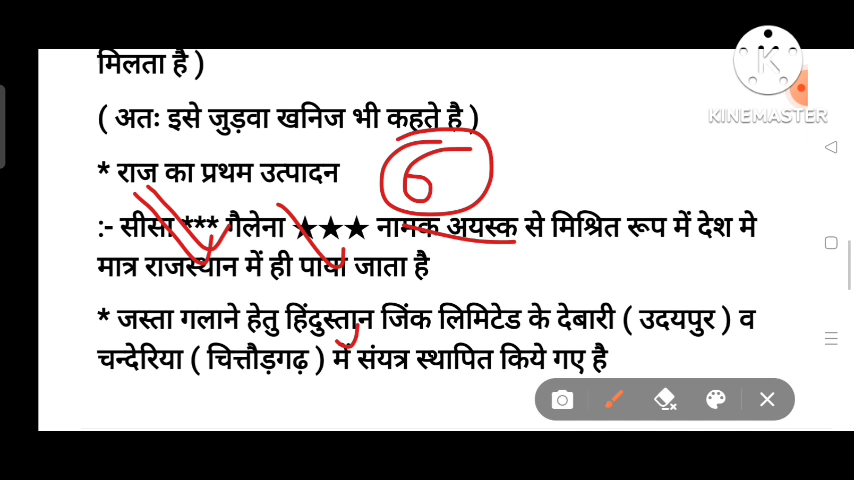 मिलता है )
KINEMASTER
( अतः इसे जुड़वा खनिज भी कहते है )
* राज का प्रथम उत्पादन
6
:- सीसा *** गैलेना ★★★ नामक अयस्क से मिश्रित रूप में देश मे
मात्र राजस्थान में ही पाया जाता है
* जस्ता गलाने हेतु हिंदुस्तान जिंक लिमिटेड के देबारी ( उदयपुर ) व
चन्देरिया ( चित्तौड़गढ़ ) में संयत्र स्थापित किये गए है